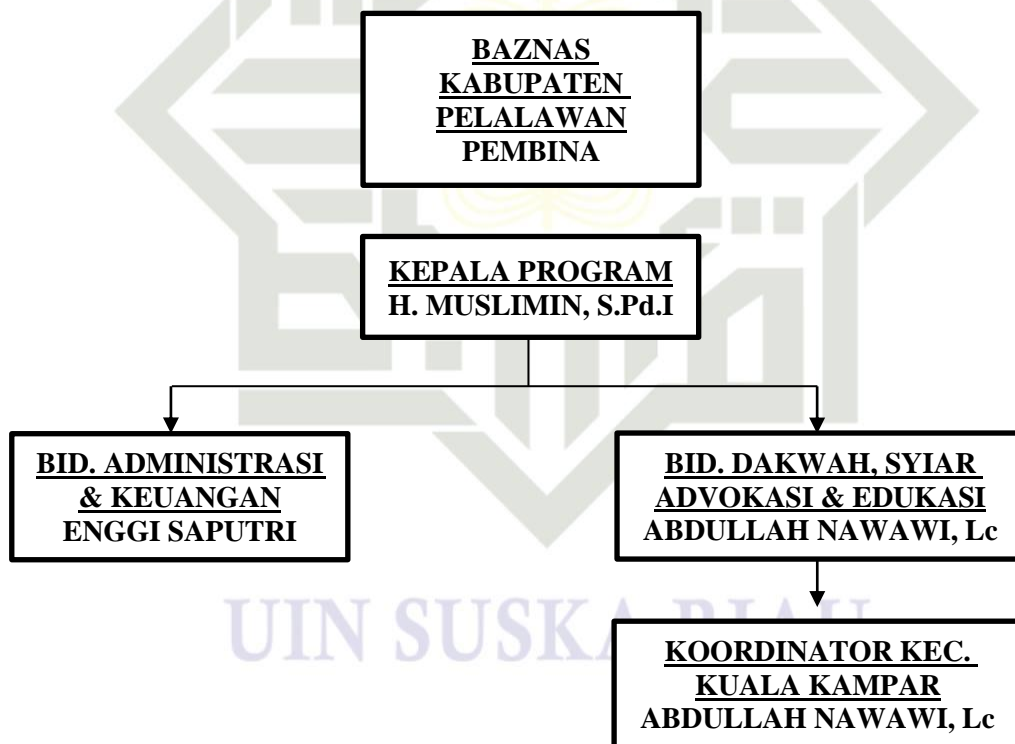 BAZNAS
KABUPATEN
PELALAWAN
PEMBINA
KEPALA PROGRAM
H. MUSLIMIN, S.Pd.I
BID. ADMINISTRASI
& KEUANGAN
ENGGI SAPUTRI
BID. DAKWAH, SYIAR
ADVOKASI & EDUKASI
ABDULLAH NAWAWI, Lc
UIN SUSKA RIAU
KOORDINATOR KEC.
KUALA KAMPAR
ABDULLAH NAWAWI, Lc